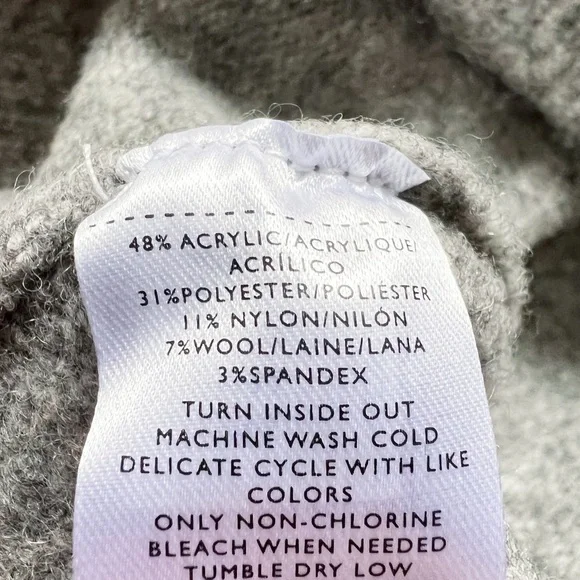 48% ACRYLIC/ACRYLIQUE/
ACRÍLICO
31%POLYESTER/POLIÉSTER
11% NYLON/NILÓN
7%WOOL/LAINE/LANA
3%SPANDEX
TURN INSIDE OUT
MACHINE WASH COLD
DELICATE CYCLE WITH LIKE
COLORS
ONLY NON-CHLORINE
BLEACH WHEN NEEDED
TUMBLE DRY LOW